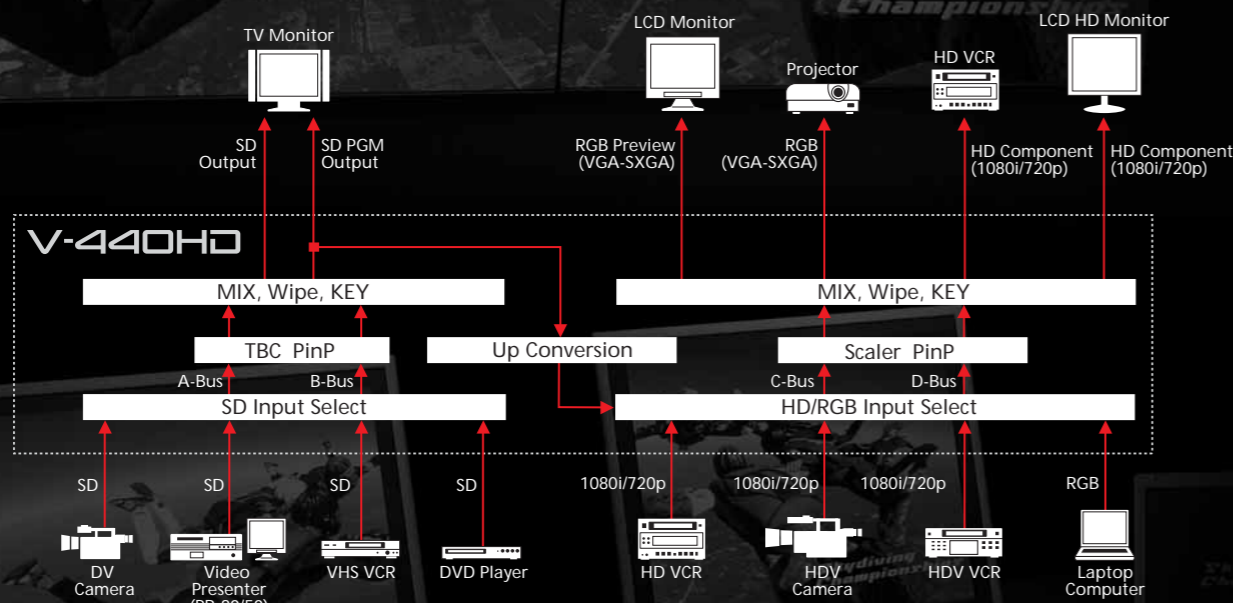 Championships
TV Monitor
LCD Monitor
Projector
HD VCR
LCD HD Monitor
SD
Output
SD PGM
Output
RGB Preview
(VGA-SXGA)
RGB
(VGA-SXGA)
HD Component
(1080i/720p)
HD Component
(1080i/720p)
V-440HD
MIX, Wipe, KEY
MIX, Wipe, KEY
TBC PinP
Up Conversion
Scaler PinP
A-Bus
B-Bus
C-Bus
D-Bus
SD Input Select
HD/RGB Input Select
SD
SD
SD
SD
1080i/720p
1080i/720p
1080i/720p
RGB
DV
Camera
Video
Presenter
VHS VCR
DVD Player
HD VCR
HDV
Camera
HDV VCR
Laptop
Computer